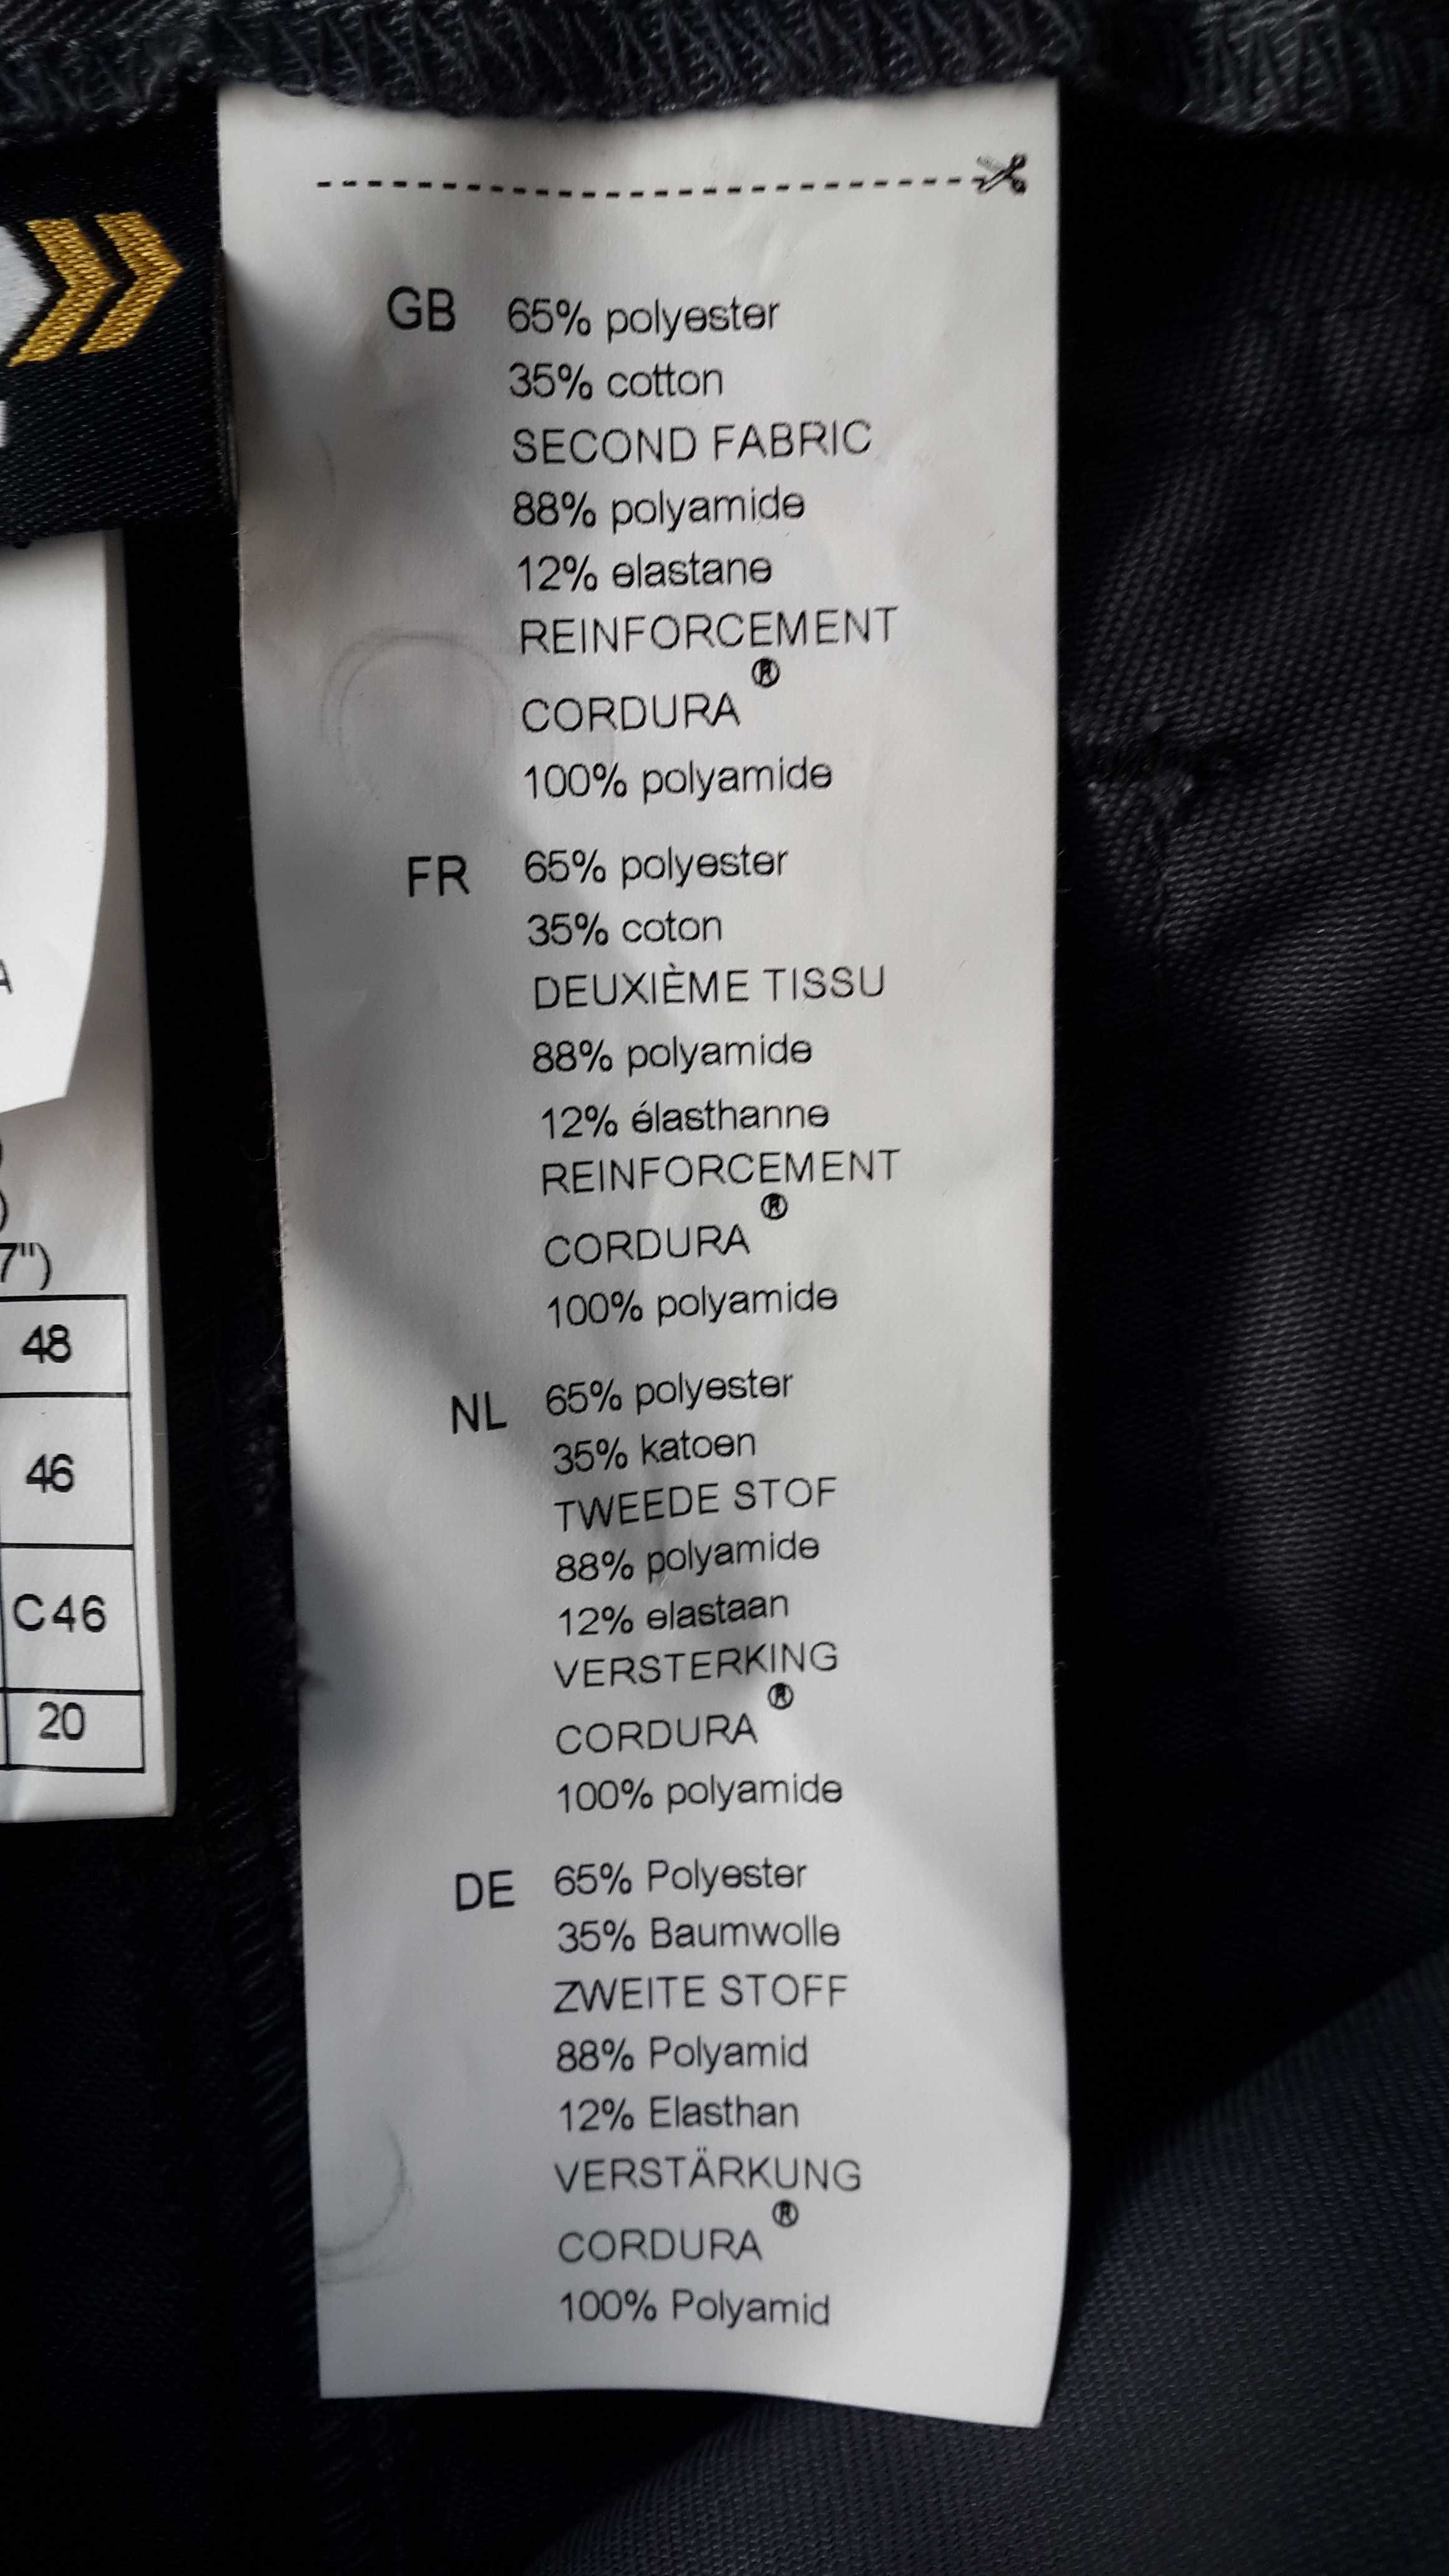 GB 65% polyester
35% cotton
SECOND FABRIC
88% polyamide
12% elastane
REINFORCEMENT
CORDURA®
100% polyamide
FR 65% polyester
35% coton
DEUXIÈME TISSU
88% polyamide
12% élasthanne
REINFORCEMENT
CORDURA®
100% polyamide
NL 65% polyester
35% katoen
TWEEDE STOF
88% polyamide
12% elastaan
VERSTERKING
CORDURA®
100% polyamide
DE 65% Polyester
35% Baumwolle
ZWEITE STOFF
88% Polyamid
12% Elasthan
VERSTÄRKUNG
CORDURA®
100% Polyamid
7")
48
46
C46
20